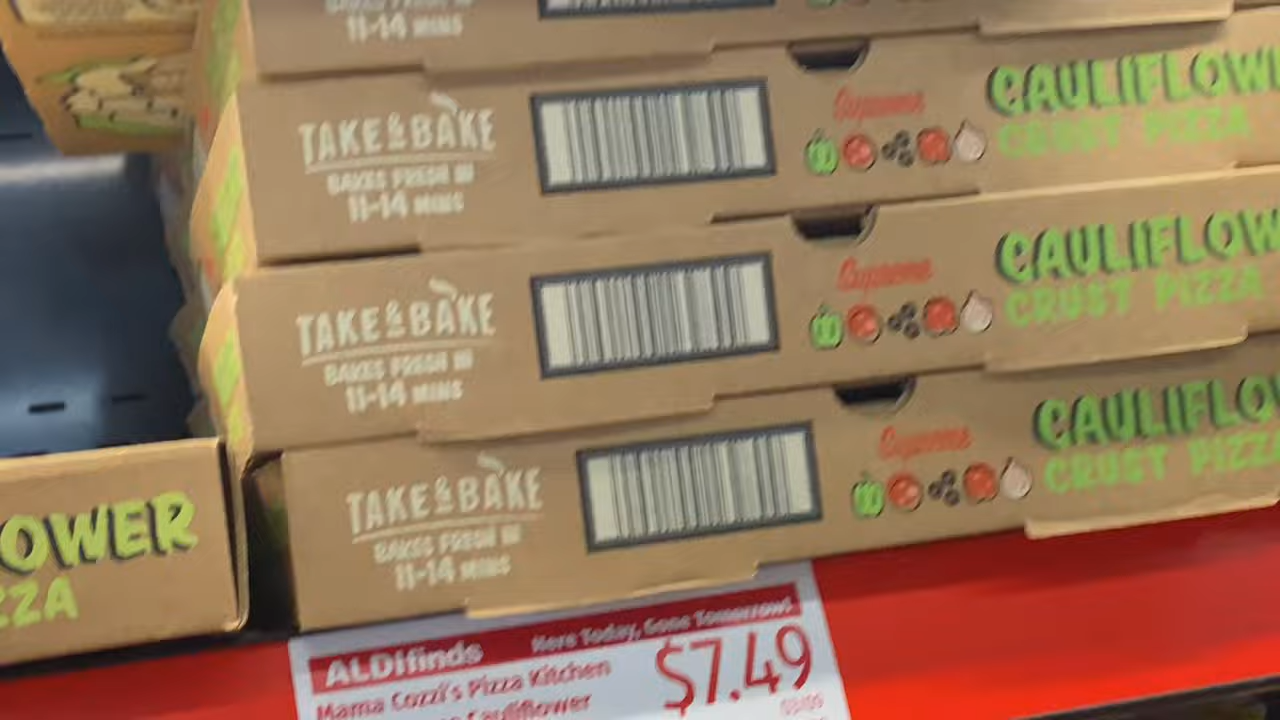 11-14 MINS
TAKE & BAKE
BAKES FRESH IN
11-14 MINS
Supreme
CAULIFLOWE
CRUST PIZZA
TAKE & BAKE
BAKES FRESH IN
11-14 MINS
Supreme
CAULIFLOW
CRUST PIZZA
TAKE & BAKE
BAKES FRESH IN
11-14 MINS
Supreme
CAULIFLO
CRUST PIZZA
OWER
ZZA
ALDIfinds Here Today, Gone Tomorrow!
Mama Cozzi's Pizza Kitchen
Cauliflower
$7.49